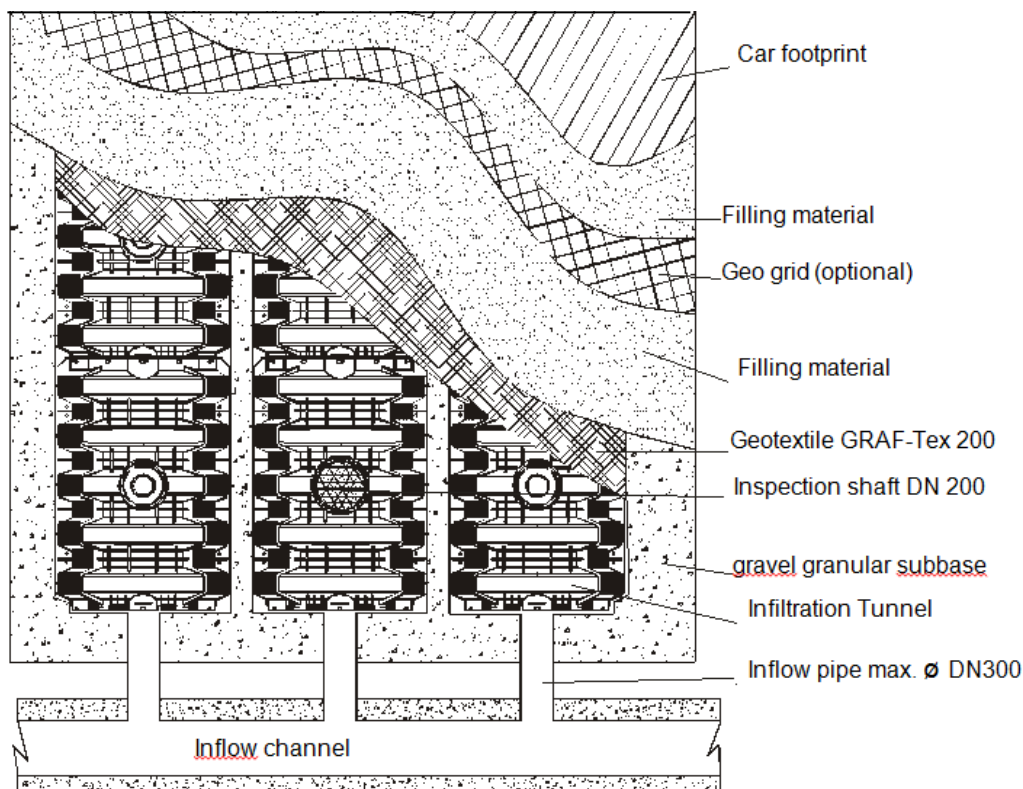 Car footprint
Filling material
Geo grid (optional)
Filling material
Geotextile GRAF-Tex 200
Inspection shaft DN 200
gravel granular subbase
Infiltration Tunnel
Inflow pipe max. ø DN300
Inflow channel